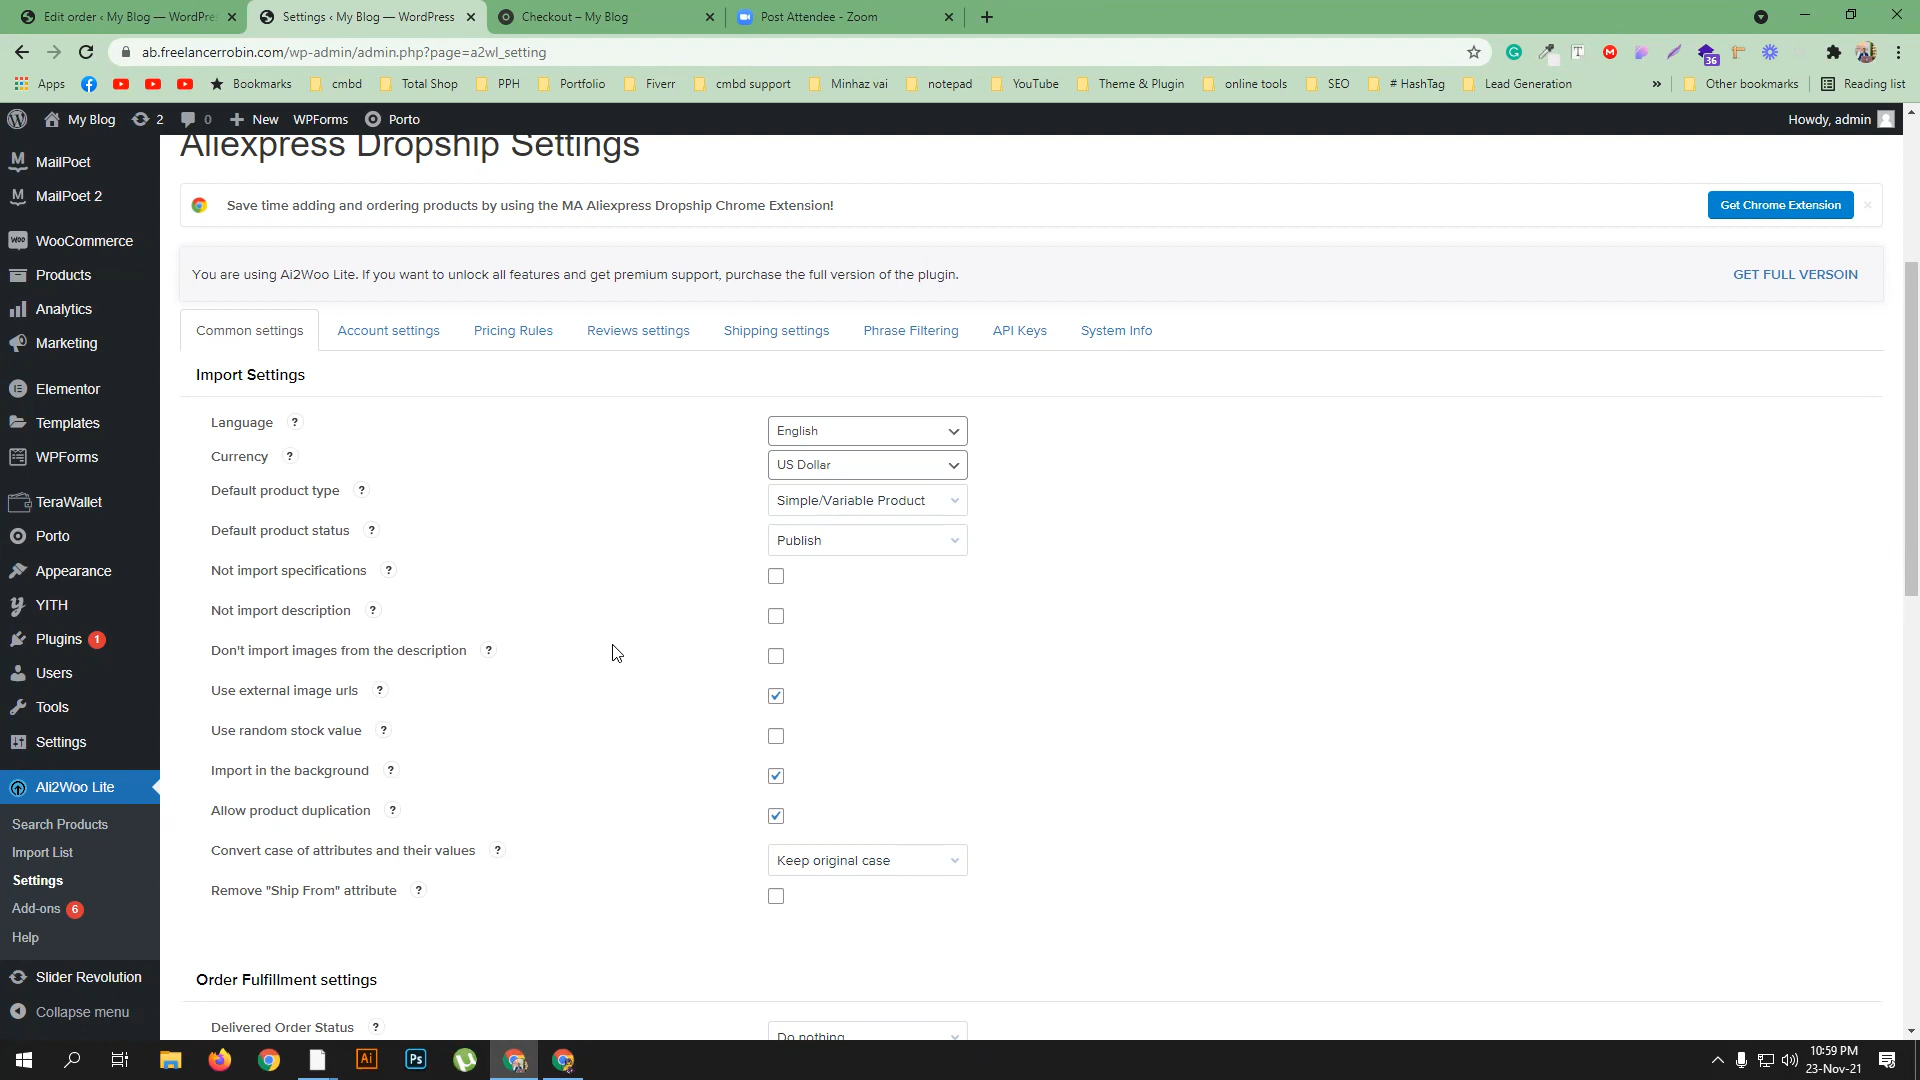 Edit order ‹ My Blog — WordPre
Settings ‹ My Blog — WordPress
Checkout – My Blog
Post Attendee - Zoom
ab.freelancerrobin.com/wp-admin/admin.php?page=a2wl_setting
36
Apps
Bookmarks
cmbd
Total Shop
PPH
Portfolio
Fiverr
cmbd support
Minhaz vai
notepad
YouTube
Theme & Plugin
online tools
SEO
# HashTag
Lead Generation
»
Other bookmarks
Reading list
My Blog
2
0
New
WPForms
Porto
Howdy, admin
MailPoet
MailPoet 2
WooCommerce
Products
Analytics
Marketing
Elementor
Templates
WPForms
TeraWallet
Porto
Appearance
YITH
Plugins 1
Users
Tools
Settings
Ali2Woo Lite
Search Products
Import List
Settings
Add-ons 6
Help
Slider Revolution
Collapse menu
Aliexpress Dropship Settings
Save time adding and ordering products by using the MA Aliexpress Dropship Chrome Extension!
Get Chrome Extension
You are using Ai2Woo Lite. If you want to unlock all features and get premium support, purchase the full version of the plugin.
GET FULL VERSOIN
Common settings
Account settings
Pricing Rules
Reviews settings
Shipping settings
Phrase Filtering
API Keys
System Info
Import Settings
Language ?
English
Currency ?
US Dollar
Default product type ?
Simple/Variable Product
Default product status ?
Publish
Not import specifications ?
Not import description ?
Don't import images from the description ?
Use external image urls ?
Use random stock value ?
Import in the background ?
Allow product duplication ?
Convert case of attributes and their values ?
Keep original case
Remove "Ship From" attribute ?
Order Fulfillment settings
Delivered Order Status ?
Do nothing
Ai
Ps
10:59 PM
23-Nov-21